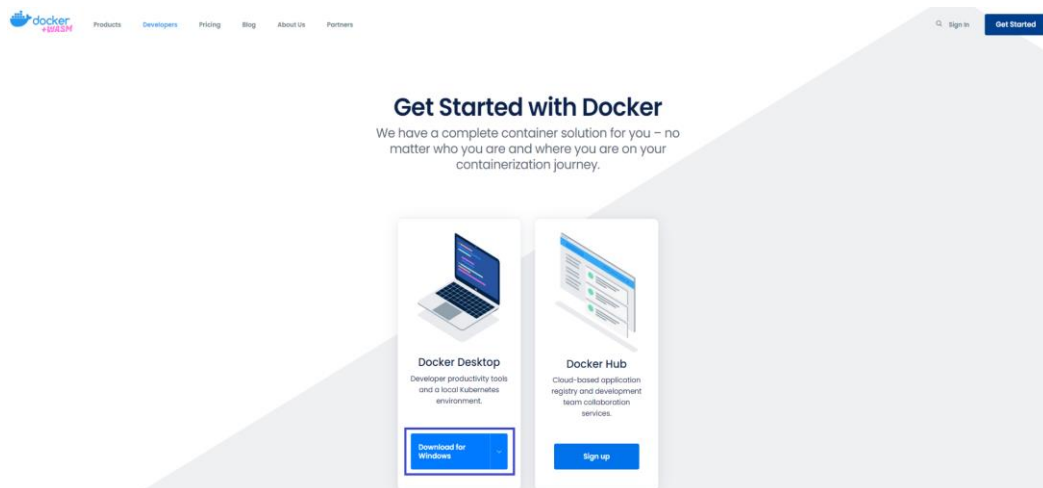 docker
+WASM
Products Developers Pricing Blog About Us Partners
Sign In Get Started
Get Started with Docker
We have a complete container solution for you – no
matter who you are and where you are on your
containerization journey.
Docker Desktop
Developer productivity tools
and a local Kubernetes
environment.
Download for
Windows
Docker Hub
Cloud-based application
registry and development
team collaboration
services.
Sign up